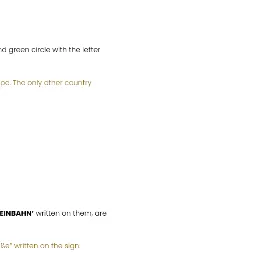 d green circle with the letter
pe. The only other country
EINBAHN' written on them, are
ße" written on the sign.